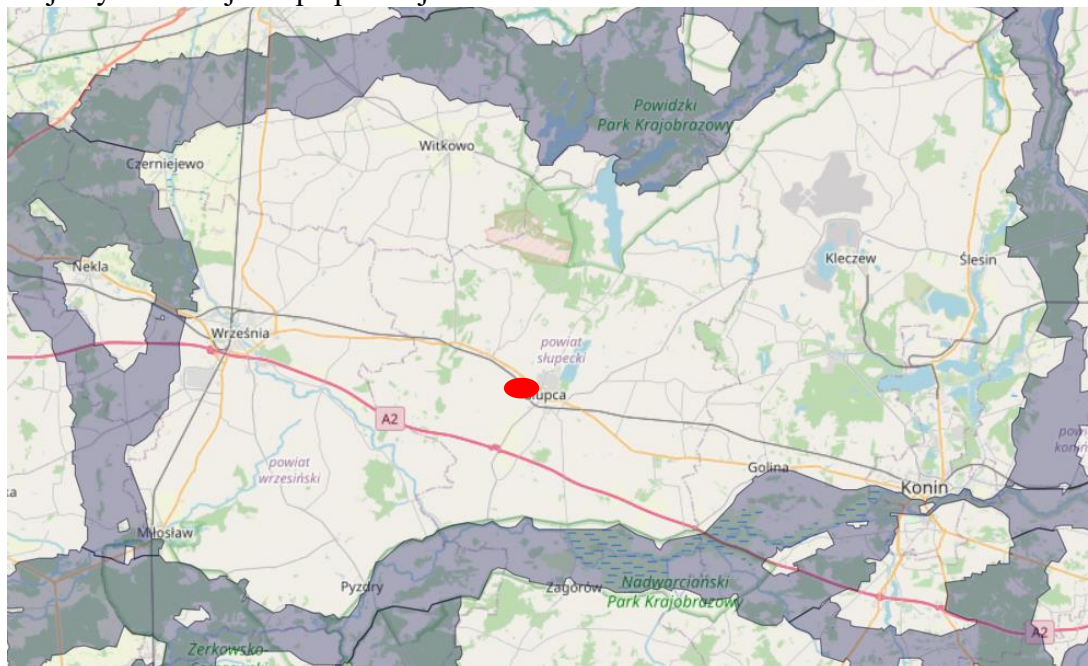 Powidzki
Park Krajobrazowy
Witkowo
Czerniejewo
Kleczew
Ślesin
Nekla
Września
powiat
słupecki
A2
powiat
wrzesiński
Golina
Konin
Miłosław
Pyzdry
Zagórów
Nadwarciański
Park Krajobrazowy
A2
Żerkowsko-